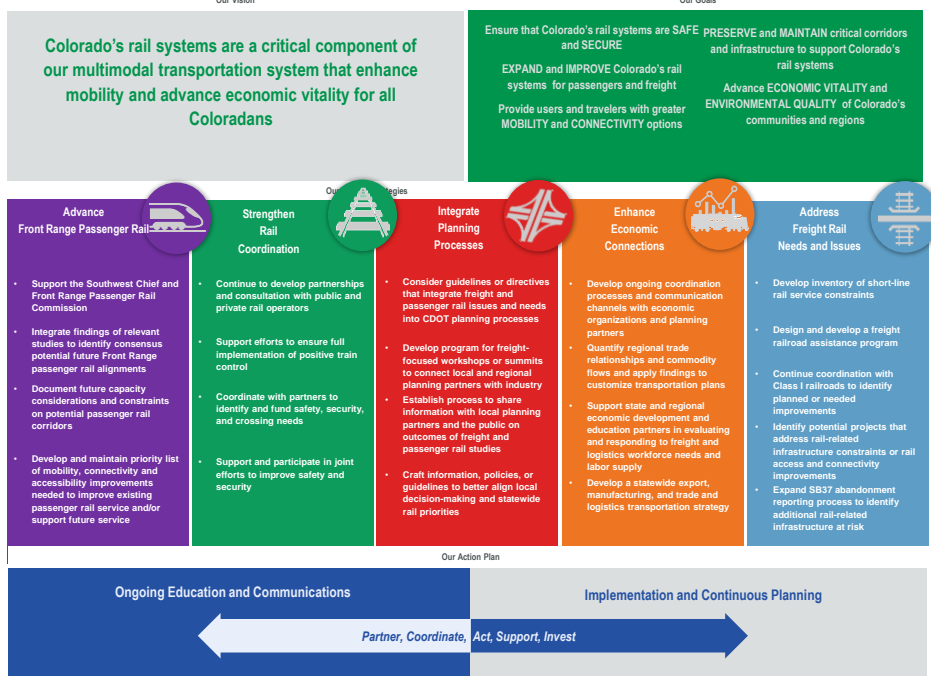 Our Vision
Colorado's rail systems are a critical component of
our multimodal transportation system that enhance
mobility and advance economic vitality for all
Coloradans
Our Goals
Ensure that Colorado's rail systems are SAFE
and SECURE
EXPAND and IMPROVE Colorado's rail
systems for passengers and freight
Provide users and travelers with greater
MOBILITY and CONNECTIVITY options
PRESERVE and MAINTAIN critical corridors
and infrastructure to support Colorado's
rail systems
Advance ECONOMIC VITALITY and
ENVIRONMENTAL QUALITY of Colorado's
communities and regions
Our
Advance
Front Range Passenger Rail
• Support the Southwest Chief and
Front Range Passenger Rail
Commission
• Integrate findings of relevant
studies to identify consensus
potential future Front Range
passenger rail alignments
• Document future capacity
considerations and constraints
on potential passenger rail
corridors
• Develop and maintain priority list
of mobility, connectivity and
accessibility improvements
needed to improve existing
passenger rail service and/or
support future service
Strengthen
Rail
Coordination
• Continue to develop partnerships
and consultation with public and
private rail operators
• Support efforts to ensure full
implementation of positive train
control
• Coordinate with partners to
identify and fund safety, security,
and crossing needs
• Support and participate in joint
efforts to improve safety and
security
Integrate
Planning
Processes
• Consider guidelines or directives
that integrate freight and
passenger rail issues and needs
into CDOT planning processes
• Develop program for freight-
focused workshops or summits
to connect local and regional
planning partners with industry
• Establish process to share
information with local planning
partners and the public on
outcomes of freight and
passenger rail studies
• Craft information, policies, or
guidelines to better align local
decision-making and statewide
rail priorities
Enhance
Economic
Connections
• Develop ongoing coordination
processes and communication
channels with economic
organizations and planning
partners
• Quantify regional trade
relationships and commodity
flows and apply findings to
customize transportation plans
• Support state and regional
economic development and
education partners in evaluating
and responding to freight and
logistics workforce needs and
labor supply
• Develop a statewide export,
manufacturing, and trade and
logistics transportation strategy
Address
Freight Rail
Needs and Issues
• Develop inventory of short-line
rail service constraints
• Design and develop a freight
railroad assistance program
• Continue coordination with
Class I railroads to identify
planned or needed
improvements
• Identify potential projects that
address rail-related
infrastructure constraints or rail
access and connectivity
improvements
• Expand SB37 abandonment
reporting process to identify
additional rail-related
infrastructure at risk
Our Action Plan
Ongoing Education and Communications
Implementation and Continuous Planning
Partner, Coordinate, Act, Support, Invest